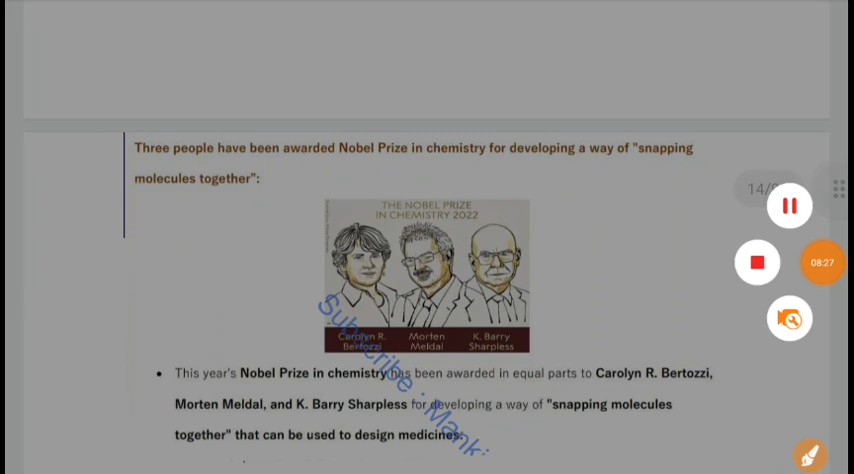 Three people have been awarded Nobel Prize in chemistry for developing a way of "snapping
molecules together":
14/
08:27
THE NOBEL PRIZE
IN CHEMISTRY 2022
Carolyn R.
Bertozzi
Morten
Meldal
K. Barry
Sharpless
Subscribe : Manki
• This year's Nobel Prize in chemistry has been awarded in equal parts to Carolyn R. Bertozzi,
Morten Meldal, and K. Barry Sharpless for developing a way of "snapping molecules
together" that can be used to design medicines.